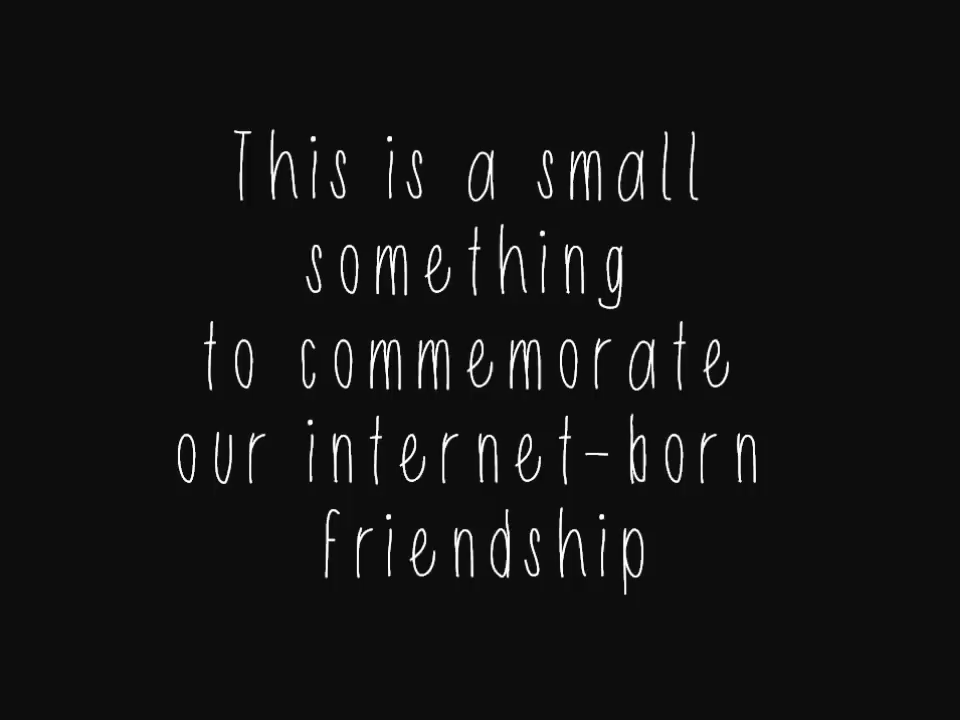 This is a small
something
to commemorate
our internet-born
friendship